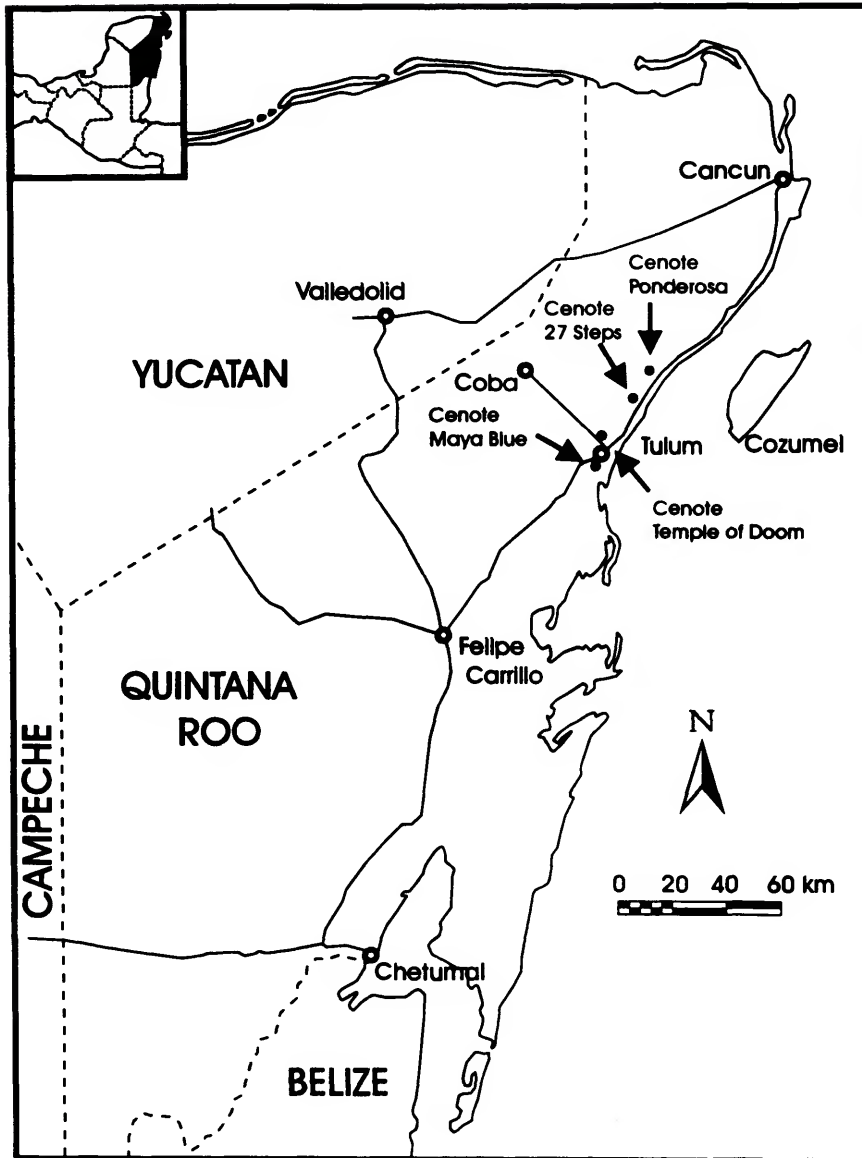 Cancun
Cenote
Ponderosa
Cenote
27 Steps
Valledolid
YUCATAN
Coba
Cenote
Maya Blue
Tulum
Cozumel
Cenote
Temple of Doom
Felipe
Carrillo
QUINTANA
ROO
CAMPECHE
N
0 20 40 60 km
Chetumal
BELIZE